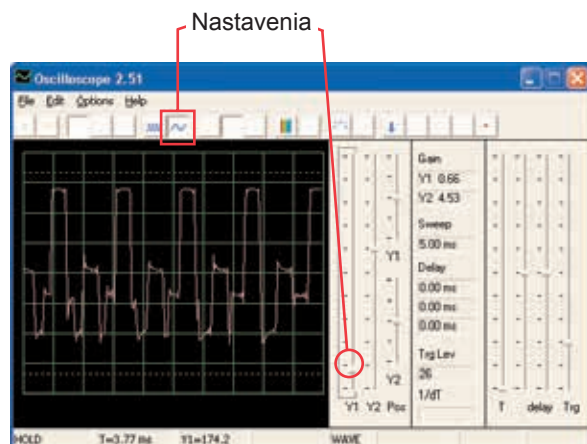 Nastavenia
Oscilloscope 2.51
File Edit Options Help
Gain
Y1 0.66
Y2 4.53
Sweep
5.00 ms
Y1
Delay
0.00 ms
0.00 ms
0.00 ms
Trg Lev
Y2
26
1/dT
Y1 Y2 Pos
T delay Trg
HOLD T=3.77 ms Y1=174.2 WAVE